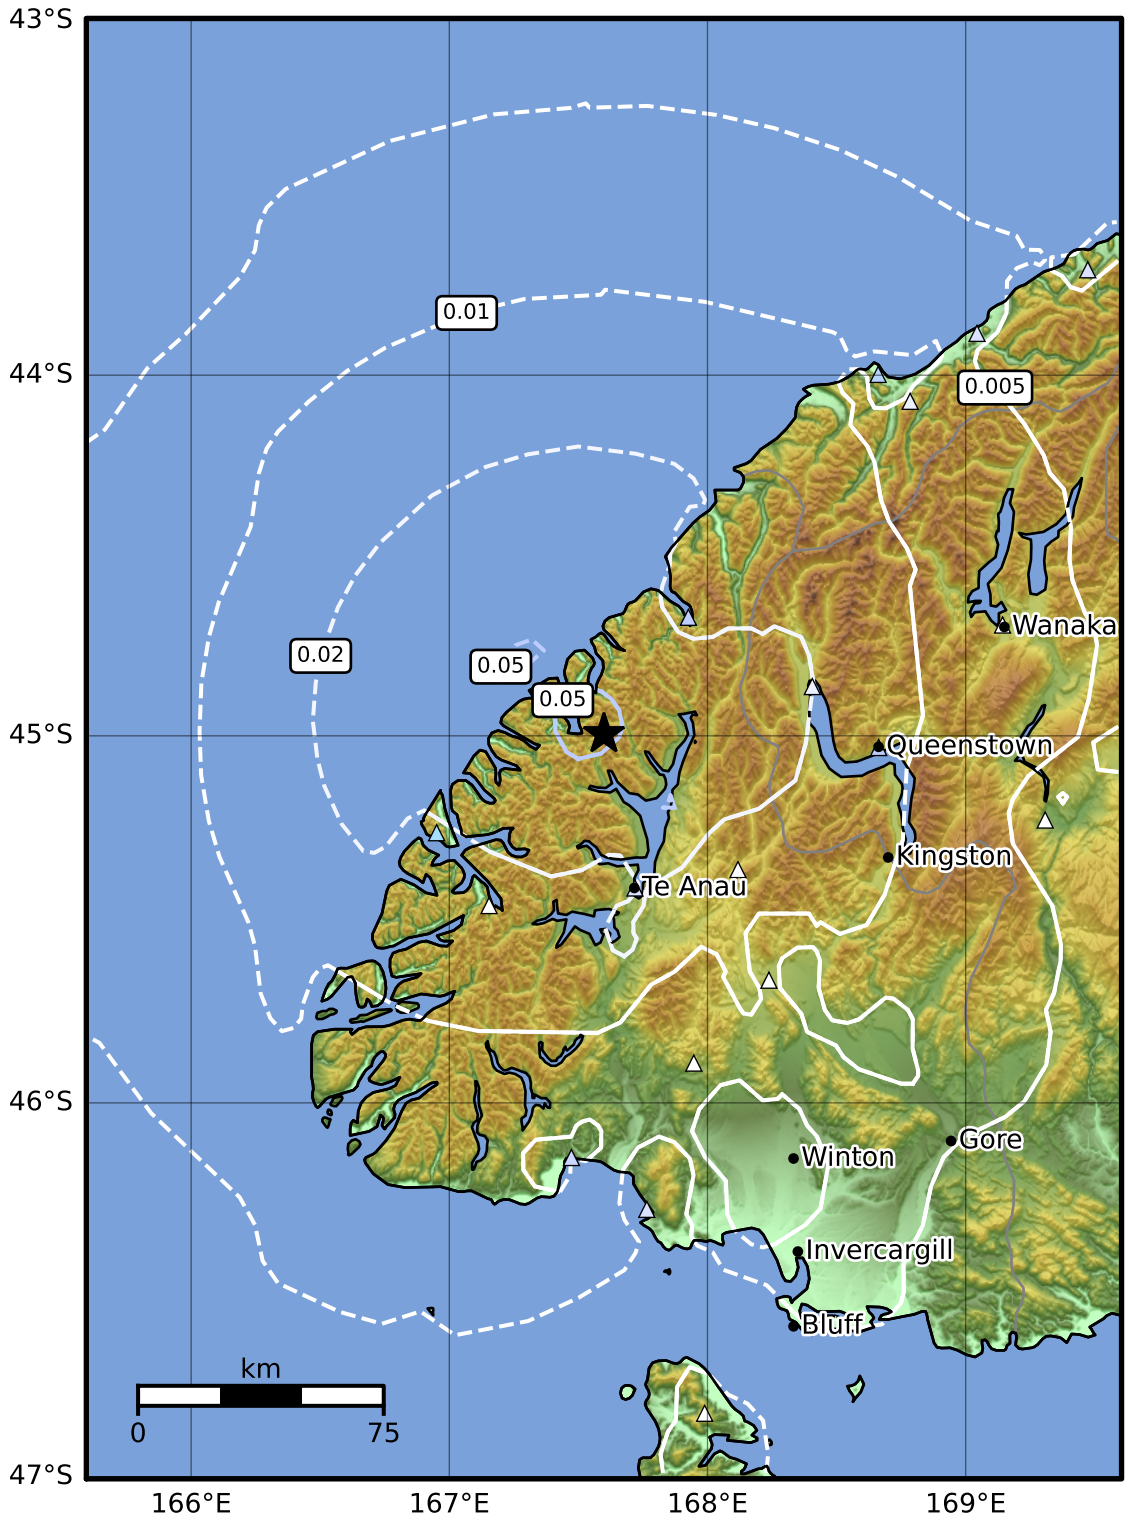 43°S
0.01
44°S
0.005
Wanaka
0.02
0.05
0.05
45°S
Queenstown
Kingston
Te Anau
46°S
Gore
Winton
Invercargill
Bluff
km
0 75
47°S
166°E 167°E 168°E 169°E